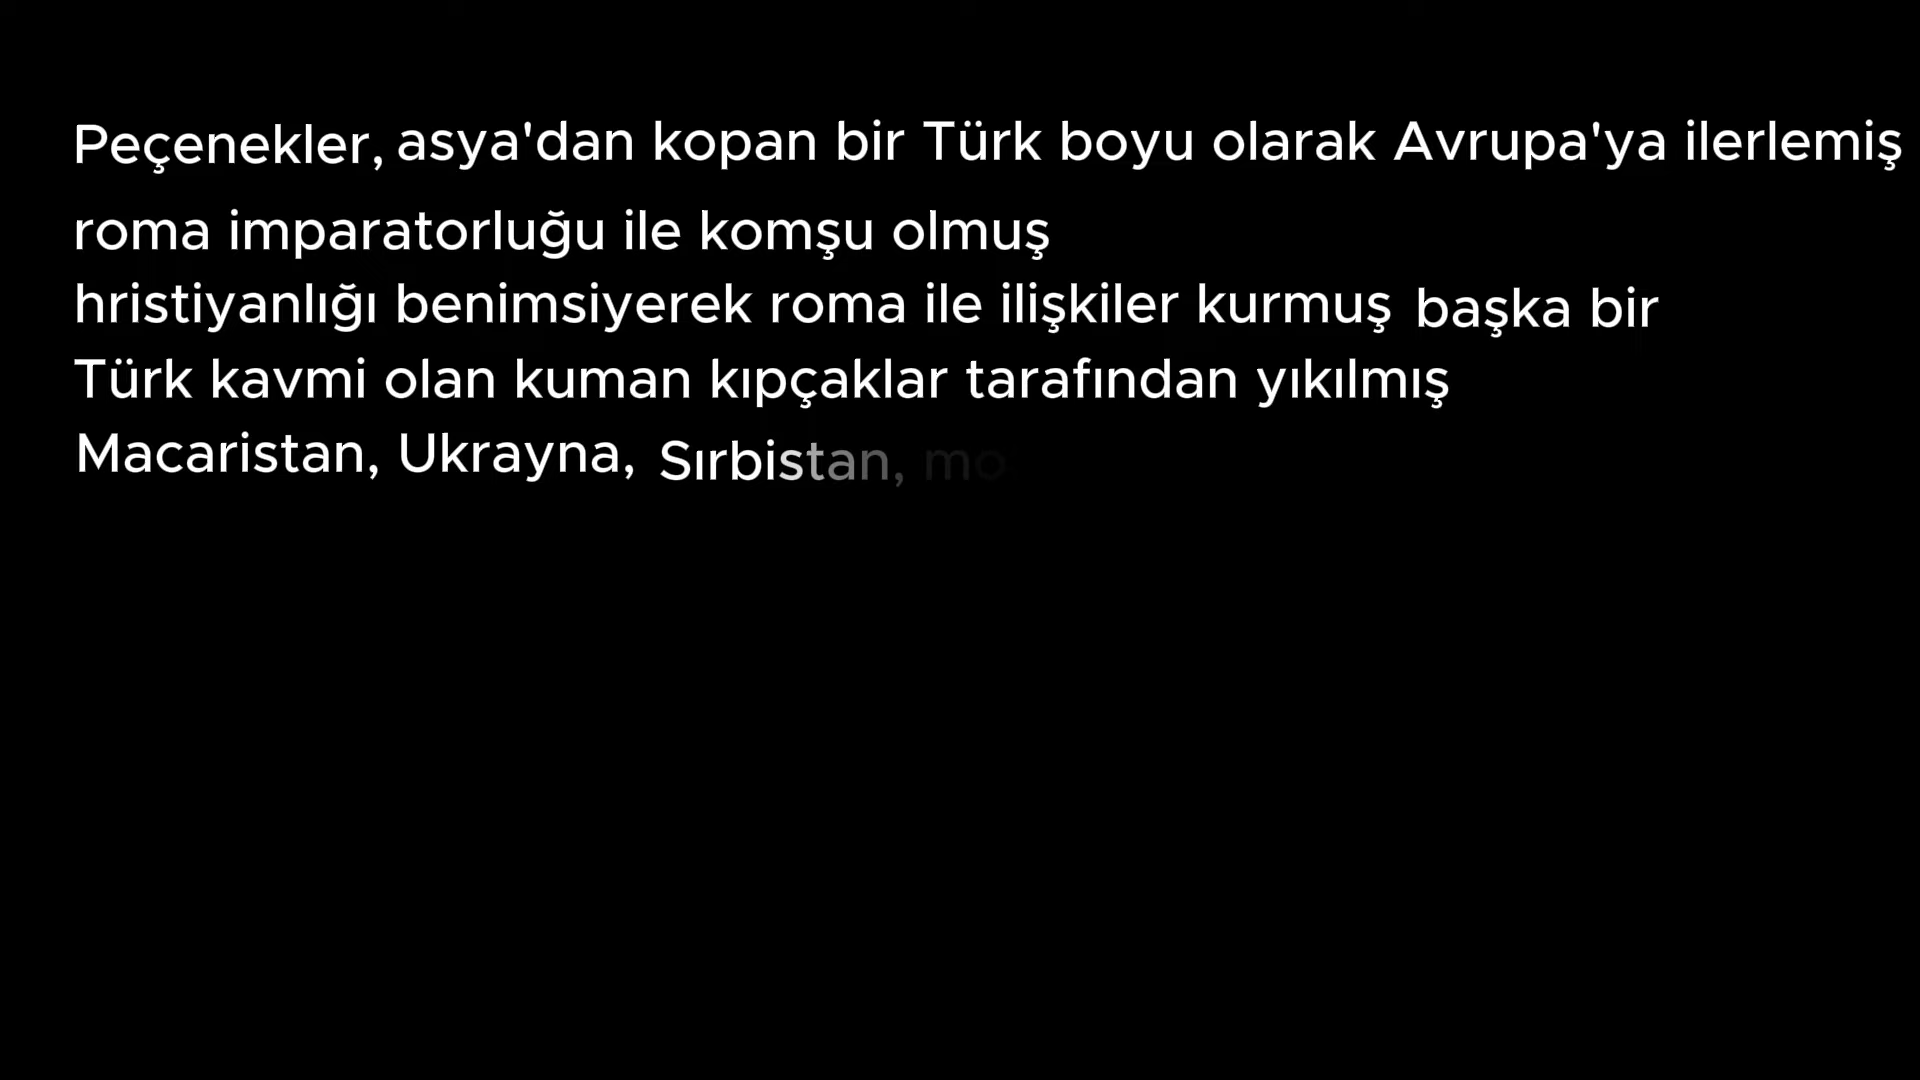 Peçenekler, asya'dan kopan bir Türk boyu olarak Avrupa'ya ilerlemiş
roma imparatorluğu ile komşu olmuş
hristiyanlığı benimsiyerek roma ile ilişkiler kurmuş başka bir
Türk kavmi olan kuman kıpçaklar tarafından yıkılmış
Macaristan, Ukrayna, Sırbistan,